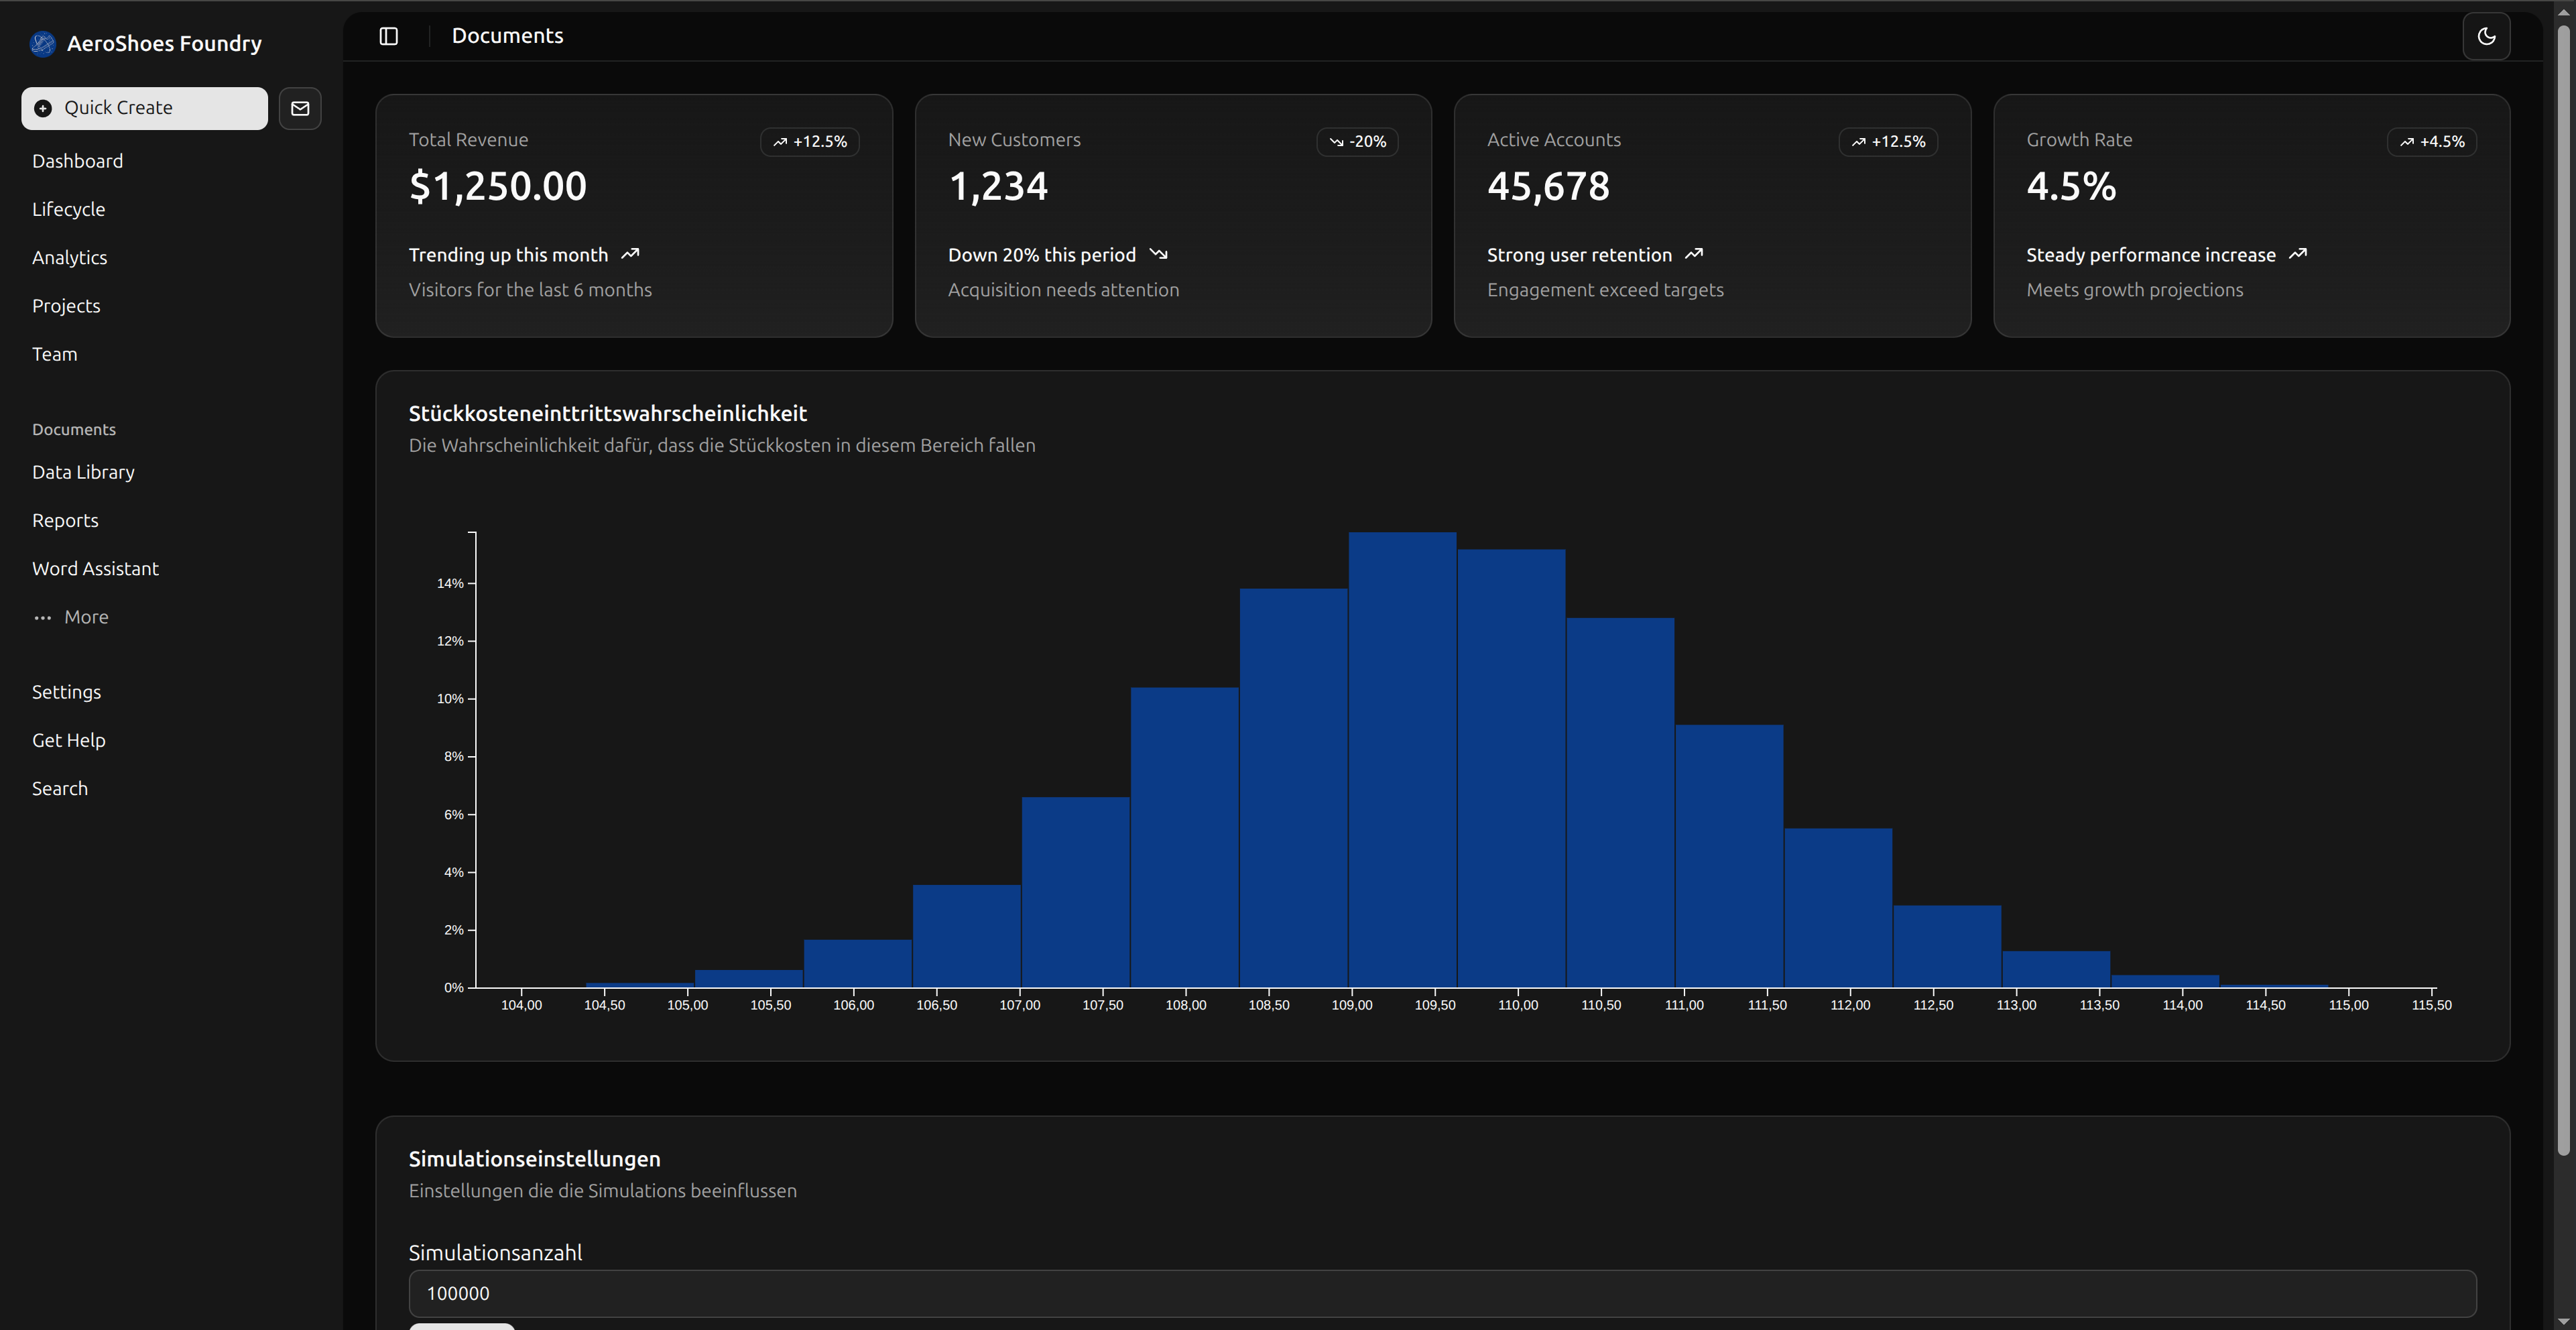 AeroShoes Foundry
Quick Create
Dashboard
Lifecycle
Analytics
Projects
Team
Documents
Data Library
Reports
Word Assistant
More
Settings
Get Help
Search
Documents
Total Revenue
+12.5%
$1,250.00
Trending up this month
Visitors for the last 6 months
New Customers
-20%
1,234
Down 20% this period
Acquisition needs attention
Active Accounts
+12.5%
45,678
Strong user retention
Engagement exceed targets
Growth Rate
+4.5%
4.5%
Steady performance increase
Meets growth projections
Stückkosteneinttrittswahrscheinlichkeit
Die Wahrscheinlichkeit dafür, dass die Stückkosten in diesem Bereich fallen
14%
12%
10%
8%
6%
4%
2%
0%
104,00 104,50 105,00 105,50 106,00 106,50 107,00 107,50 108,00 108,50 109,00 109,50 110,00 110,50 111,00 111,50 112,00 112,50 113,00 113,50 114,00 114,50 115,00 115,50
Simulationseinstellungen
Einstellungen die die Simulations beeinflussen
Simulationsanzahl
100000